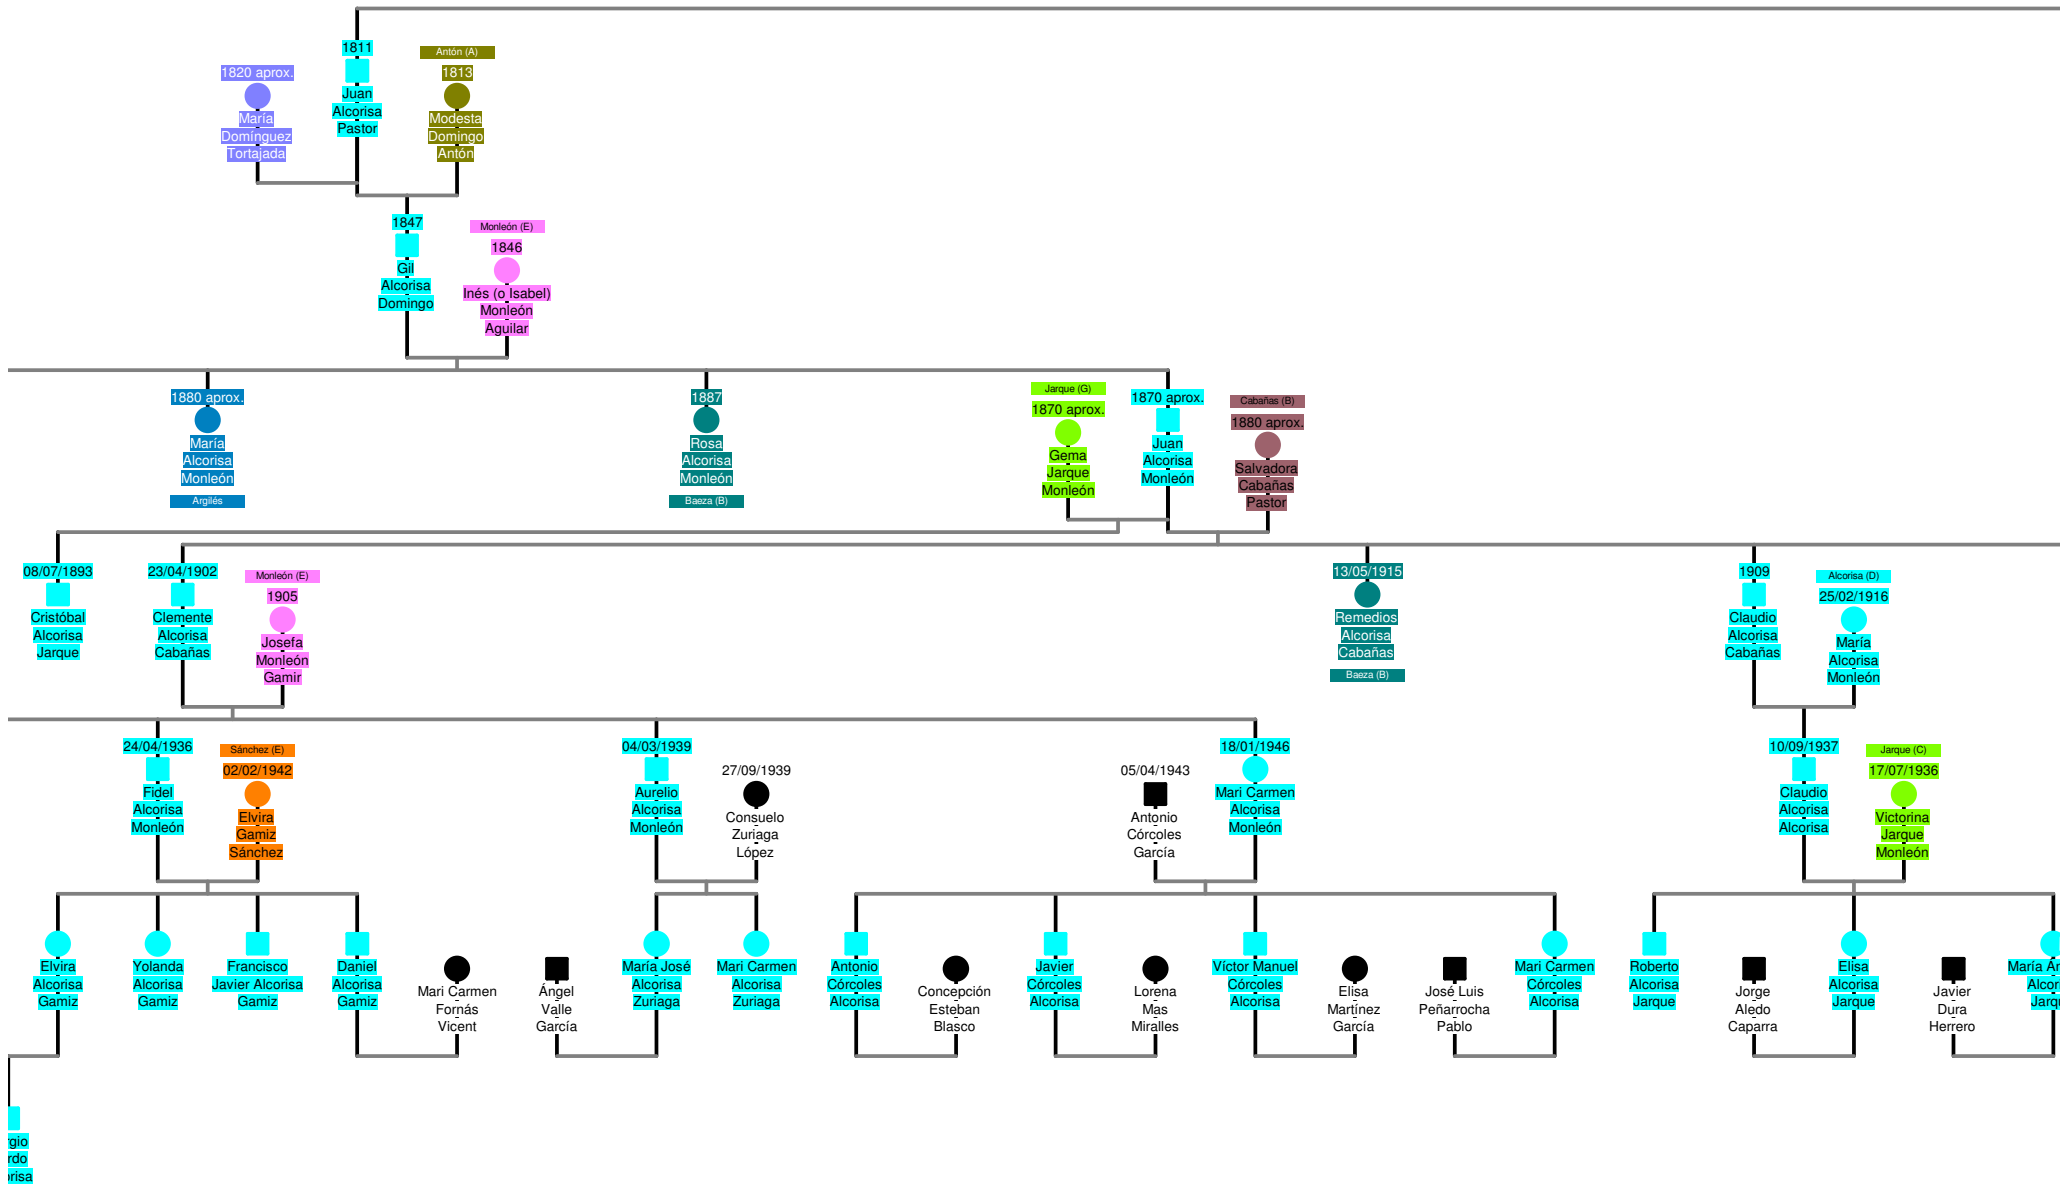 1811
Juan
Alcorisa
Pastor
1820 aprox.
María
Domínguez
Tortajada
Antón (A)
1813
Modesta
Domingo
Antón
1847
Gil
Alcorisa
Domingo
Monleón (E)
1846
Inés (o Isabel)
Monleón
Aguilar
1880 aprox.
María
Alcorisa
Monleón
Argilés
1887
Rosa
Alcorisa
Monleón
Baeza (B)
Jarque (G)
1870 aprox.
Gema
Jarque
Monleón
1870 aprox.
Juan
Alcorisa
Monleón
Cabañas (B)
1880 aprox.
Salvadora
Cabañas
Pastor
08/07/1893
Cristóbal
Alcorisa
Jarque
23/04/1902
Clemente
Alcorisa
Cabañas
Monleón (E)
1905
Josefa
Monleón
Gamir
13/05/1915
Remedios
Alcorisa
Cabañas
Baeza (B)
1909
Claudio
Alcorisa
Cabañas
Alcorisa (D)
25/02/1916
María
Alcorisa
Monleón
24/04/1936
Fidel
Alcorisa
Monleón
Sánchez (E)
02/02/1942
Elvira
Gamiz
Sánchez
04/03/1939
Aurelio
Alcorisa
Monleón
27/09/1939
Consuelo
Zuriaga
López
05/04/1943
Antonio
Córcoles
García
18/01/1946
Mari Carmen
Alcorisa
Monleón
10/09/1937
Claudio
Alcorisa
Alcorisa
Jarque (C)
17/07/1936
Victorina
Jarque
Monleón
Elvira
Alcorisa
Gamiz
Yolanda
Alcorisa
Gamiz
Francisco
Javier Alcorisa
Gamiz
Daniel
Alcorisa
Gamiz
Mari Carmen
Fornás
Vicent
Ángel
Valle
García
María José
Alcorisa
Zuriaga
Mari Carmen
Alcorisa
Zuriaga
Antonio
Córcoles
Alcorisa
Concepción
Esteban
Blasco
Javier
Córcoles
Alcorisa
Lorena
Mas
Miralles
Víctor Manuel
Córcoles
Alcorisa
Elisa
Martínez
García
José Luis
Peñarrocha
Pablo
Mari Carmen
Córcoles
Alcorisa
Roberto
Alcorisa
Jarque
Jorge
Aledo
Caparra
Elisa
Alcorisa
Jarque
Javier
Dura
Herrero
María